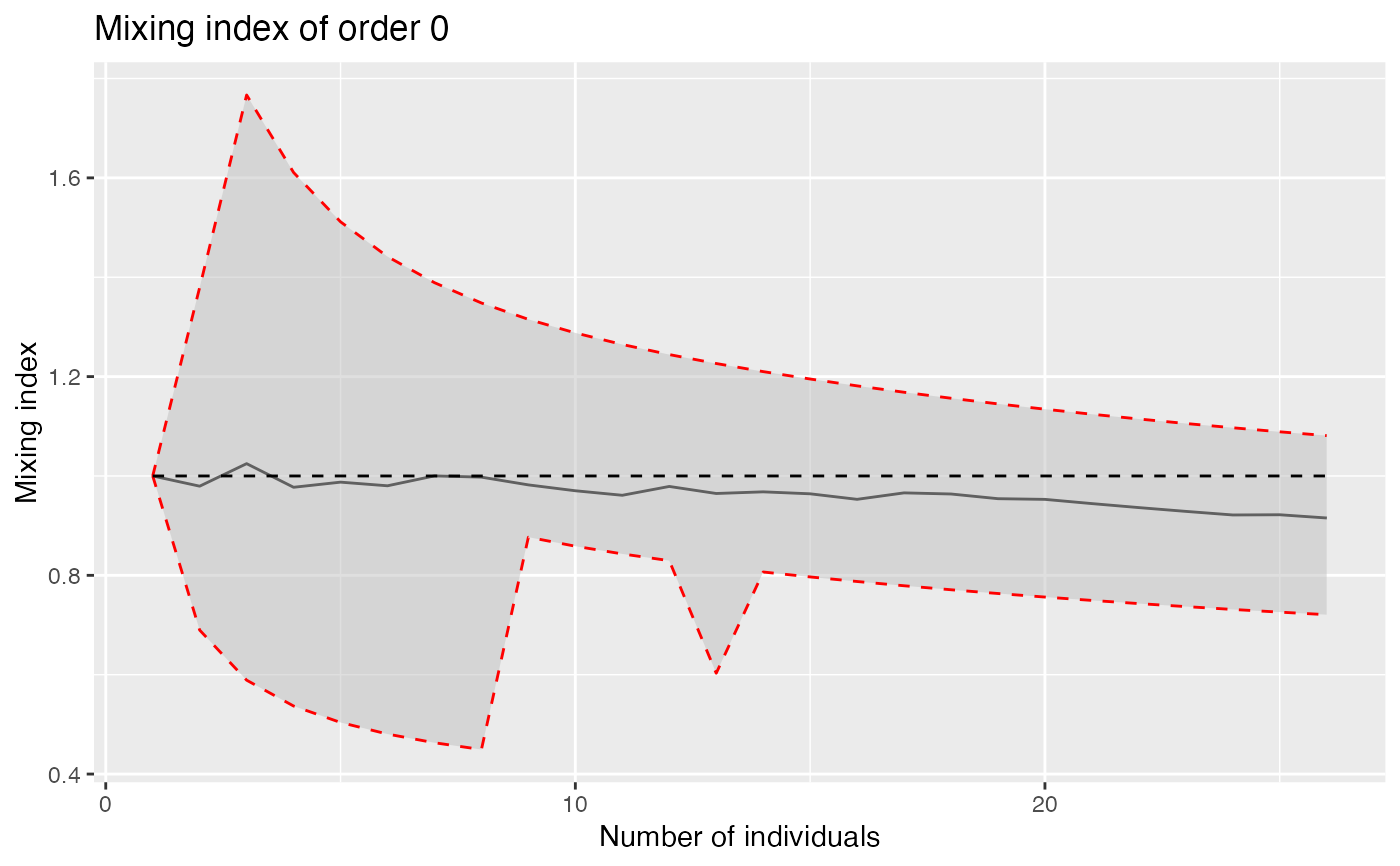 Mixing index of order 0
Mixing index
1.6
1.2
0.8
0.4
0 10 20
Number of individuals